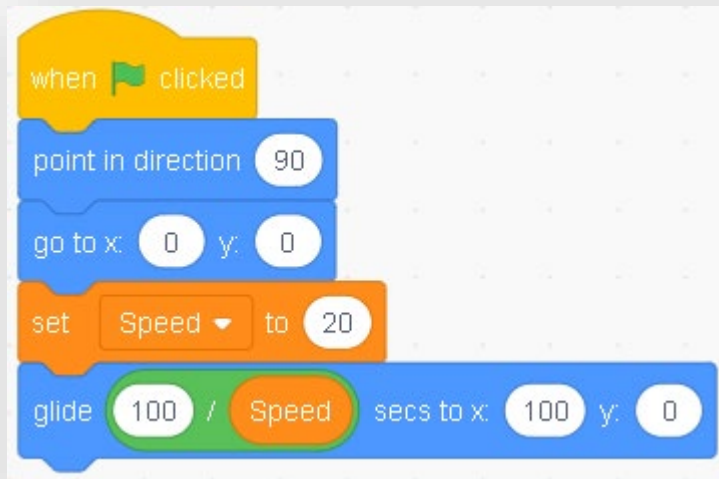 when clicked
point in direction 90
go to x: 0 y: 0
set Speed to 20
glide 100 / Speed secs to x: 100 y: 0